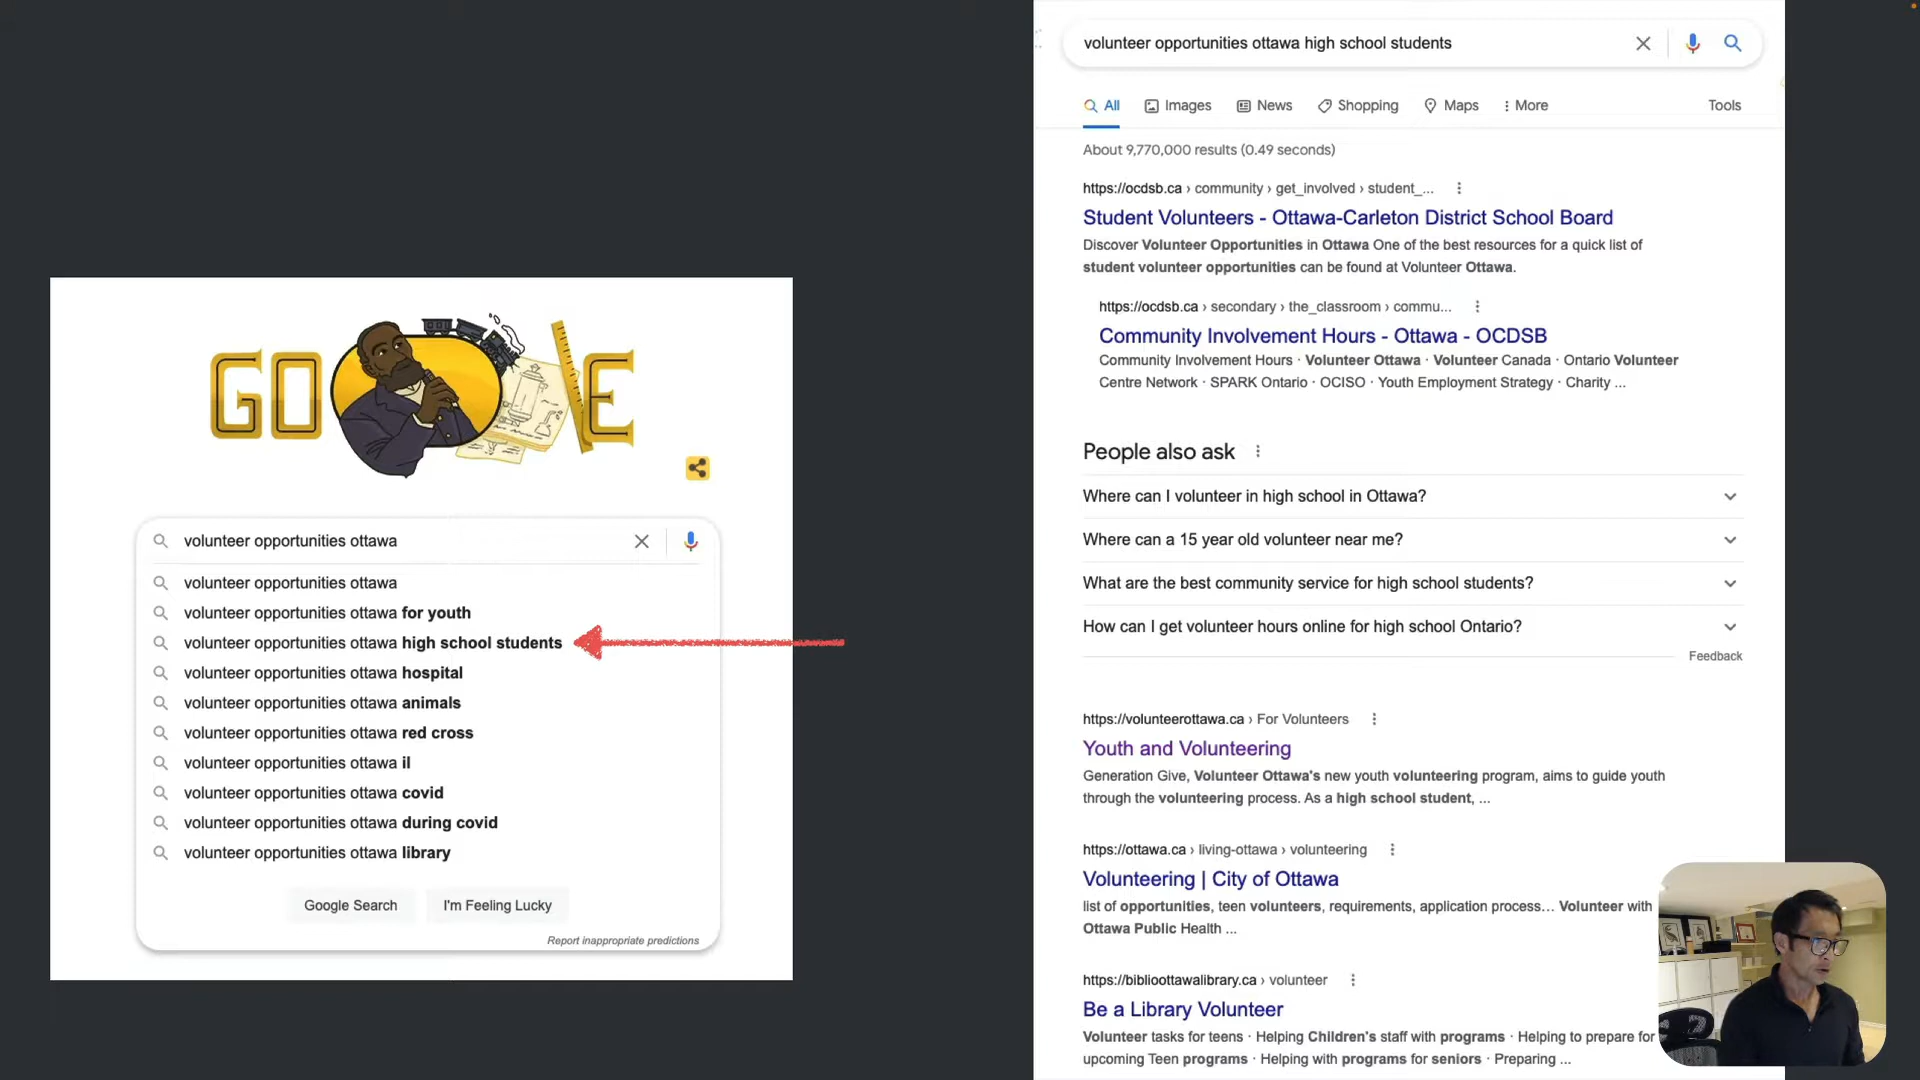 GOOGLE
volunteer opportunities ottawa
volunteer opportunities ottawa
volunteer opportunities ottawa for youth
volunteer opportunities ottawa high school students
volunteer opportunities ottawa hospital
volunteer opportunities ottawa animals
volunteer opportunities ottawa red cross
volunteer opportunities ottawa il
volunteer opportunities ottawa covid
volunteer opportunities ottawa during covid
volunteer opportunities ottawa library
Google Search
I'm Feeling Lucky
Report inappropriate predictions
volunteer opportunities ottawa high school students
All Images News Shopping Maps More Tools
About 9,770,000 results (0.49 seconds)
https://ocdsb.ca › community › get_involved › student_...
Student Volunteers - Ottawa-Carleton District School Board
Discover Volunteer Opportunities in Ottawa One of the best resources for a quick list of
student volunteer opportunities can be found at Volunteer Ottawa.
https://ocdsb.ca › secondary › the_classroom › commu...
Community Involvement Hours - Ottawa - OCDSB
Community Involvement Hours · Volunteer Ottawa · Volunteer Canada · Ontario Volunteer
Centre Network · SPARK Ontario · OCISO · Youth Employment Strategy · Charity ...
People also ask
Where can I volunteer in high school in Ottawa?
Where can a 15 year old volunteer near me?
What are the best community service for high school students?
How can I get volunteer hours online for high school Ontario?
Feedback
https://volunteerottawa.ca › For Volunteers
Youth and Volunteering
Generation Give, Volunteer Ottawa's new youth volunteering program, aims to guide youth
through the volunteering process. As a high school student, ...
https://ottawa.ca › living-ottawa › volunteering
Volunteering | City of Ottawa
list of opportunities, teen volunteers, requirements, application process… Volunteer with
Ottawa Public Health ...
https://biblioottawalibrary.ca › volunteer
Be a Library Volunteer
Volunteer tasks for teens · Helping Children's staff with programs · Helping to prepare for
upcoming Teen programs · Helping with programs for seniors · Preparing ...